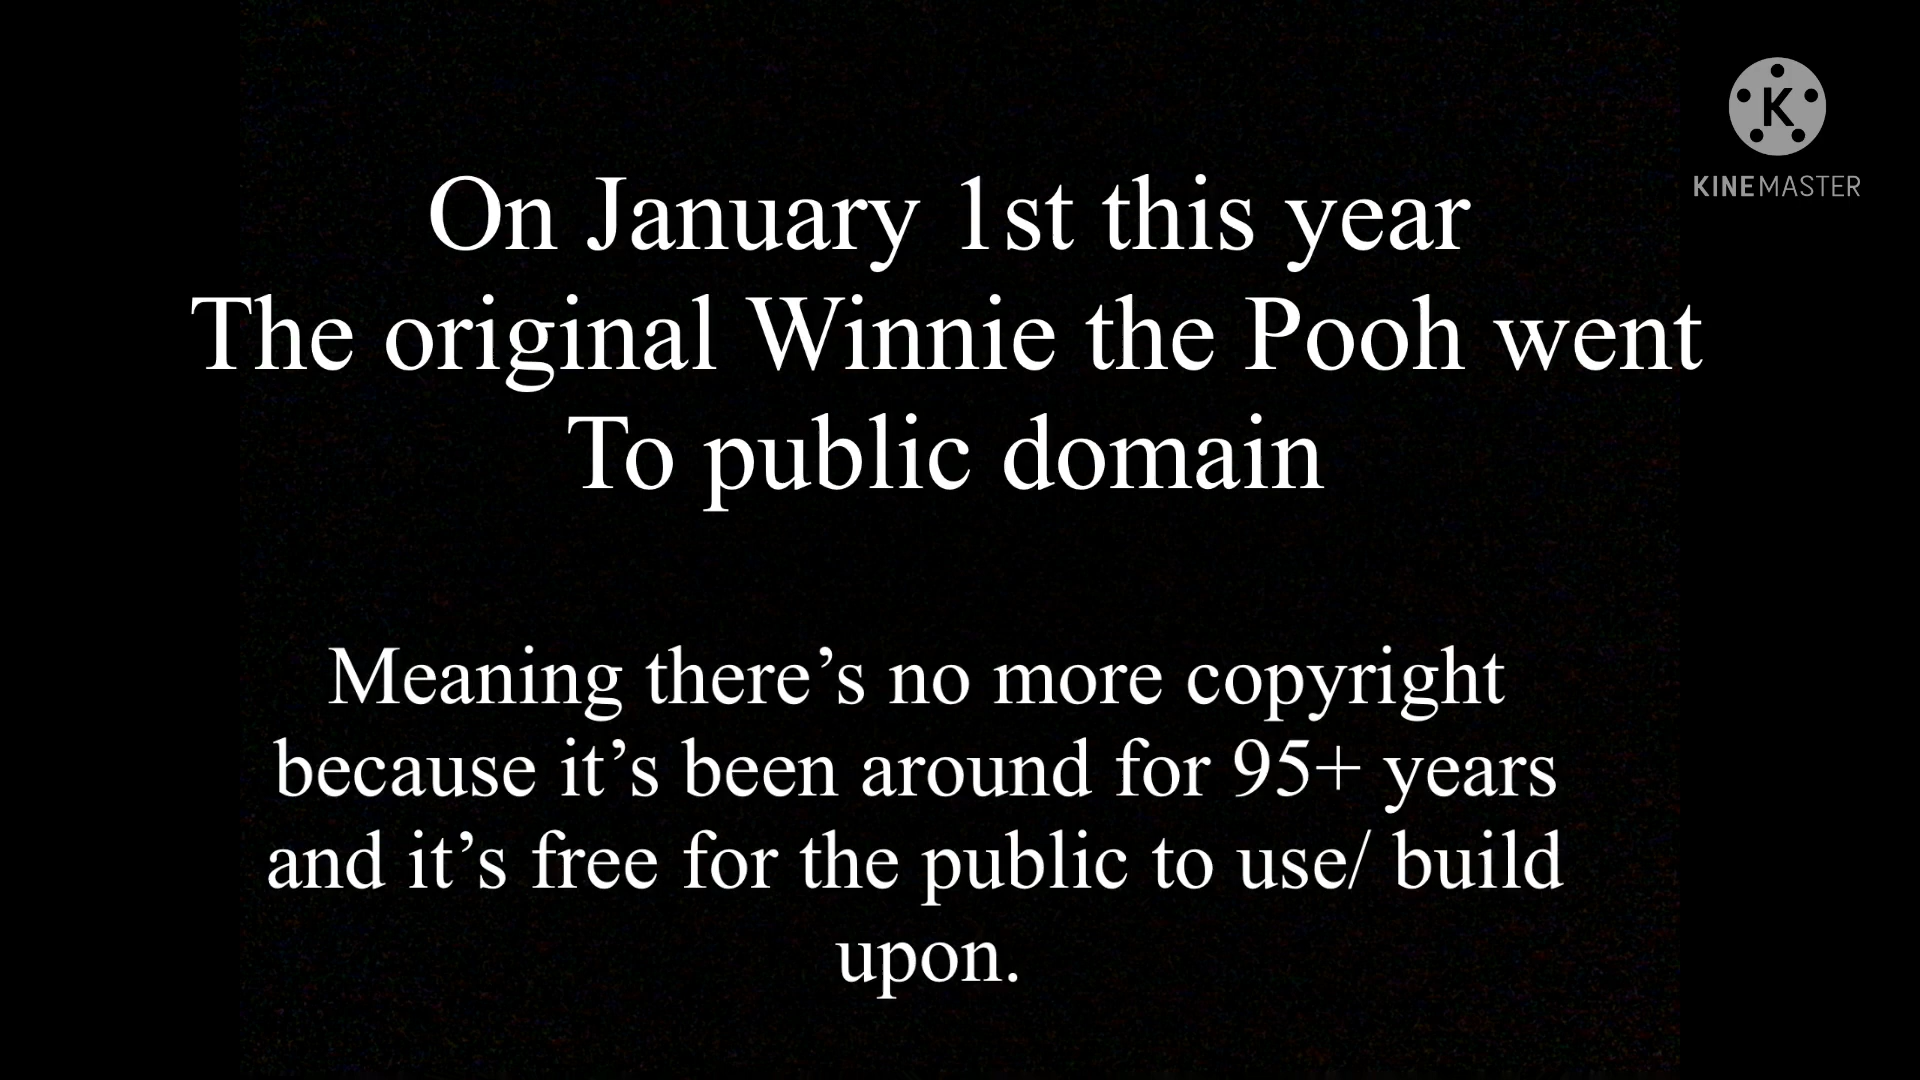 K
KINEMASTER
On January 1st this year
The original Winnie the Pooh went
To public domain
Meaning there’s no more copyright
because it’s been around for 95+ years
and it’s free for the public to use/ build
upon.